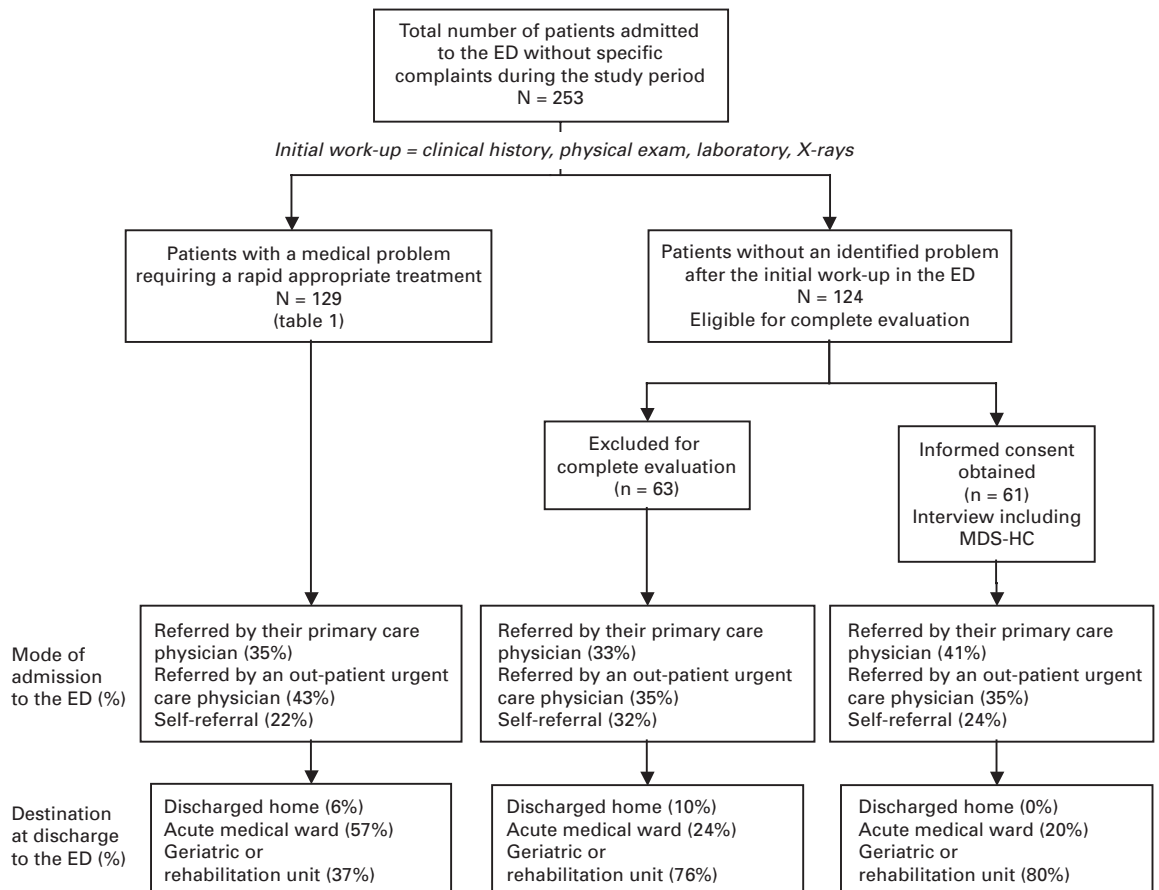 Total number of patients admitted
to the ED without specific
complaints during the study period
N = 253
Initial work-up = clinical history, physical exam, laboratory, X-rays
Patients with a medical problem
requiring a rapid appropriate treatment
N = 129
(table 1)
Patients without an identified problem
after the initial work-up in the ED
N = 124
Eligible for complete evaluation
Excluded for
complete evaluation
(n = 63)
Informed consent
obtained
(n = 61)
Interview including
MDS-HC
Mode of
admission
to the ED (%)
Referred by their primary care
physician (35%)
Referred by an out-patient urgent
care physician (43%)
Self-referral (22%)
Referred by their primary care
physician (33%)
Referred by an out-patient urgent
care physician (35%)
Self-referral (32%)
Referred by their primary care
physician (41%)
Referred by an out-patient urgent
care physician (35%)
Self-referral (24%)
Destination
at discharge
to the ED (%)
Discharged home (6%)
Acute medical ward (57%)
Geriatric or
rehabilitation unit (37%)
Discharged home (10%)
Acute medical ward (24%)
Geriatric or
rehabilitation unit (76%)
Discharged home (0%)
Acute medical ward (20%)
Geriatric or
rehabilitation unit (80%)